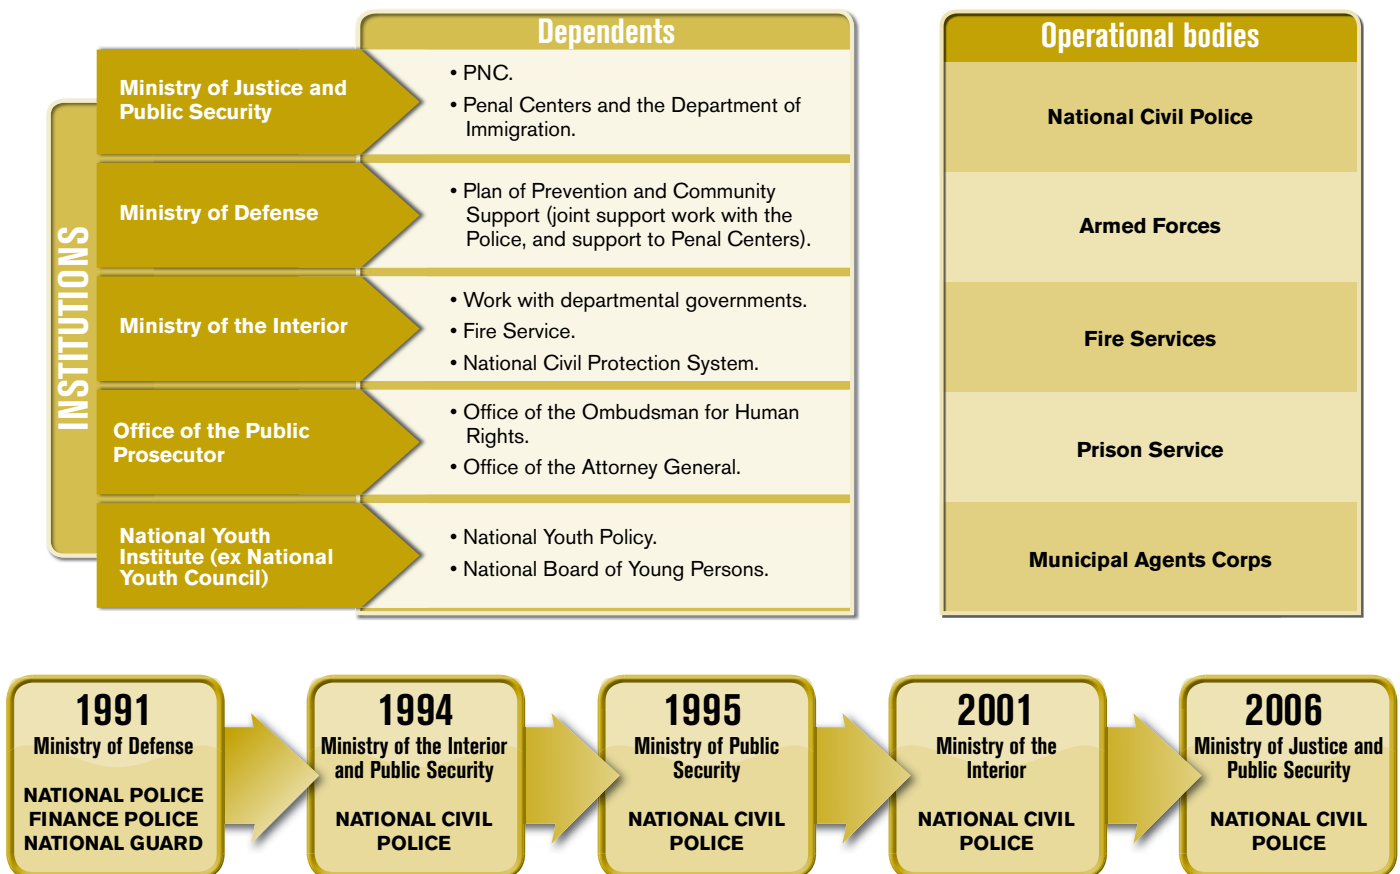 Dependents
INSTITUTIONS
Ministry of Justice and
Public Security
• PNC.
• Penal Centers and the Department of
Immigration.
Ministry of Defense
• Plan of Prevention and Community
Support (joint support work with the
Police, and support to Penal Centers).
Ministry of the Interior
• Work with departmental governments.
• Fire Service.
• National Civil Protection System.
Office of the Public
Prosecutor
• Office of the Ombudsman for Human
Rights.
• Office of the Attorney General.
National Youth
Institute (ex National
Youth Council)
• National Youth Policy.
• National Board of Young Persons.
Operational bodies
National Civil Police
Armed Forces
Fire Services
Prison Service
Municipal Agents Corps
1991
Ministry of Defense
NATIONAL POLICE
FINANCE POLICE
NATIONAL GUARD
1994
Ministry of the Interior
and Public Security
NATIONAL CIVIL
POLICE
1995
Ministry of Public
Security
NATIONAL CIVIL
POLICE
2001
Ministry of the
Interior
NATIONAL CIVIL
POLICE
2006
Ministry of Justice and
Public Security
NATIONAL CIVIL
POLICE